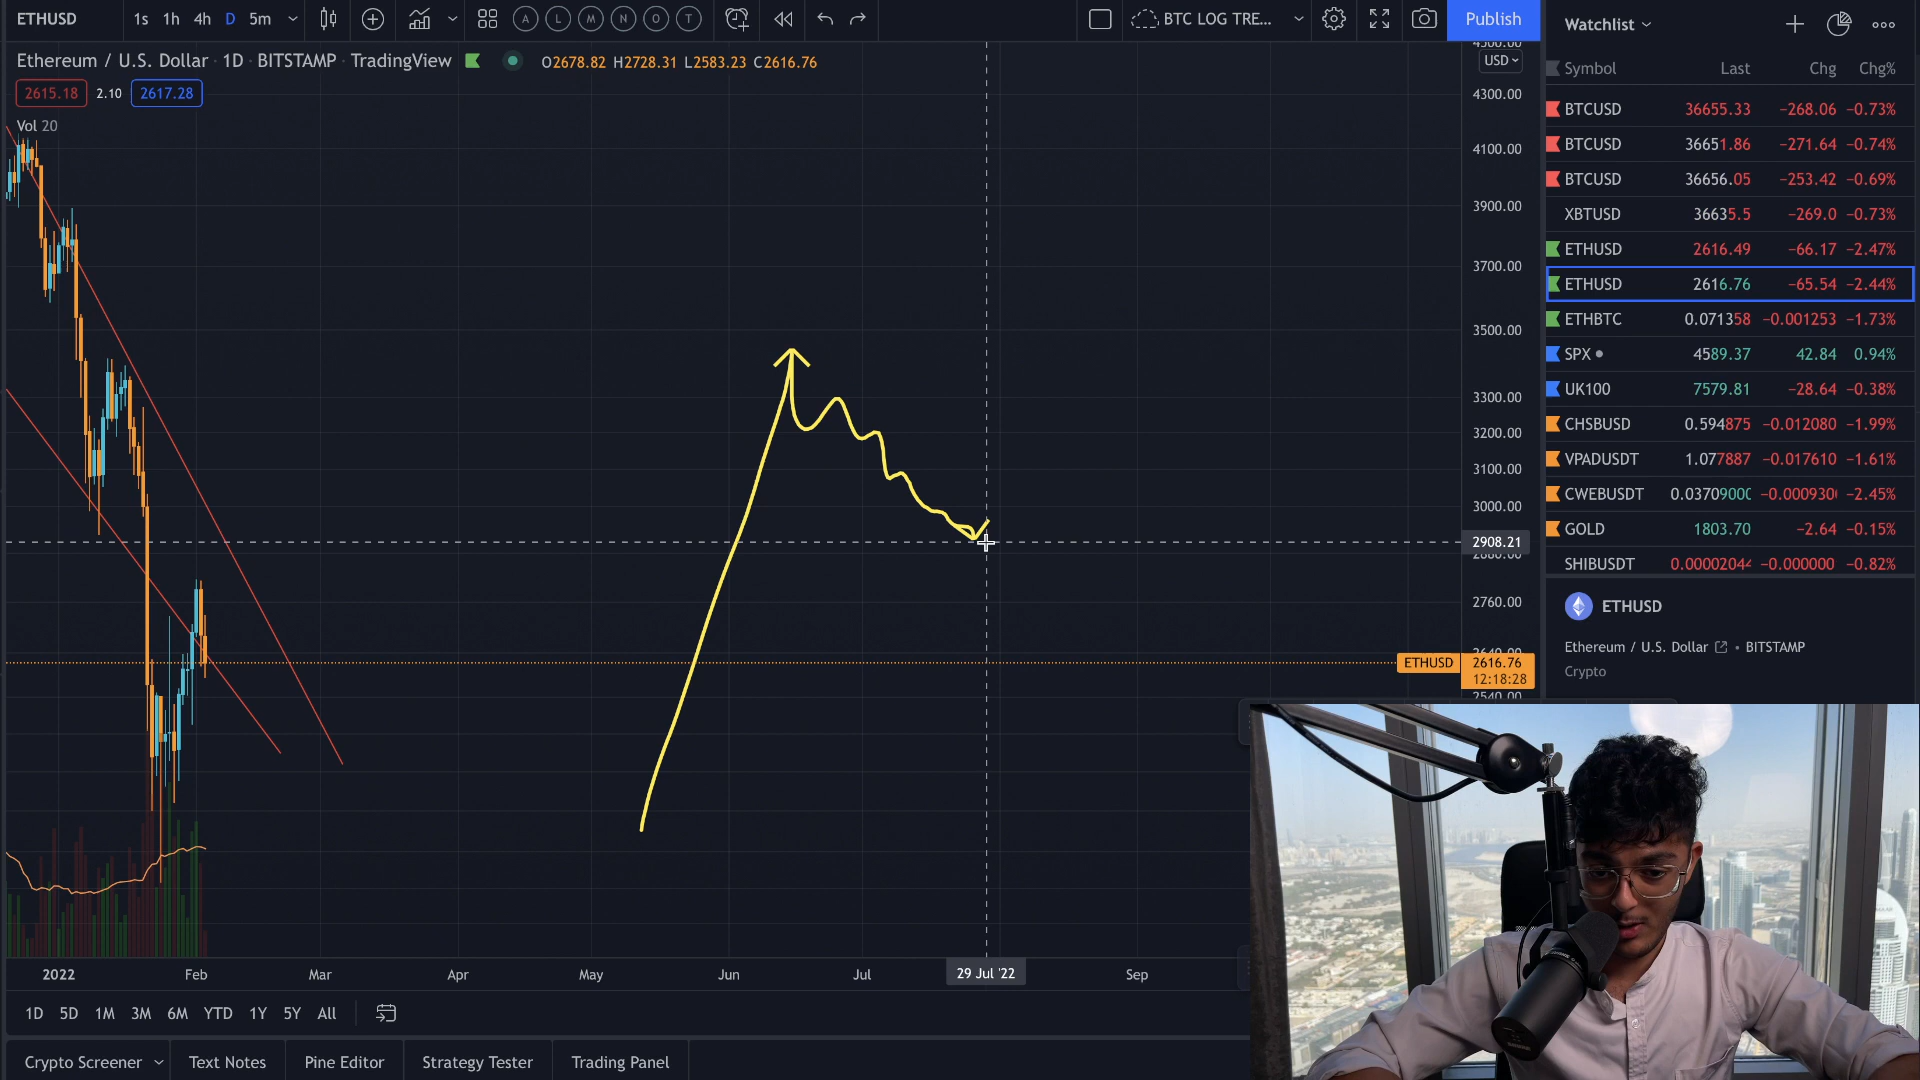 ETHUSD 1s 1h 4h D 5m A L M N O T BTC LOG TRE... Publish
Ethereum / U.S. Dollar · 1D · BITSTAMP · TradingView O2678.82 H2728.31 L2583.23 C2616.76
2615.18 2.10 2617.28
Vol 20
USD
4300.00
4100.00
3900.00
3700.00
3500.00
3300.00
3200.00
3100.00
3000.00
2908.21
2760.00
ETHUSD 2616.76
12:18:28
2022 Feb Mar Apr May Jun Jul 29 Jul '22 Sep
1D 5D 1M 3M 6M YTD 1Y 5Y All
Crypto Screener Text Notes Pine Editor Strategy Tester Trading Panel
Watchlist
Symbol Last Chg Chg%
BTCUSD 36655.33 −268.06 −0.73%
BTCUSD 36651.86 −271.64 −0.74%
BTCUSD 36656.05 −253.42 −0.69%
XBTUSD 36635.5 −269.0 −0.73%
ETHUSD 2616.49 −66.17 −2.47%
ETHUSD 2616.76 −65.54 −2.44%
ETHBTC 0.071358 −0.001253 −1.73%
SPX 4589.37 42.84 0.94%
UK100 7579.81 −28.64 −0.38%
CHSBUSD 0.594875 −0.012080 −1.99%
VPADUSDT 1.077887 −0.017610 −1.61%
CWEBUSDT 0.0370900 −0.000930 −2.45%
GOLD 1803.70 −2.64 −0.15%
SHIBUSDT 0.00002044 −0.000000 −0.82%
ETHUSD
Ethereum / U.S. Dollar • BITSTAMP
Crypto